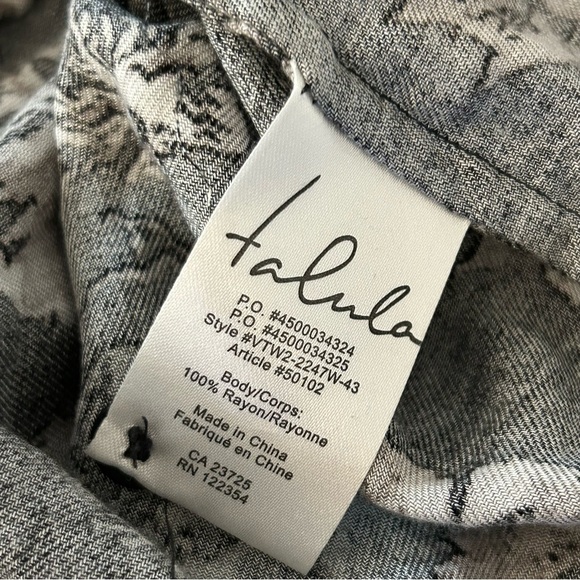 talula
P.O. #4500034324
P.O. #4500034325
Style #VTW2-2247W-43
Article #50102
Body/Corps:
100% Rayon/Rayonne
Made in China
Fabriqué en Chine
CA 23725
RN 122354